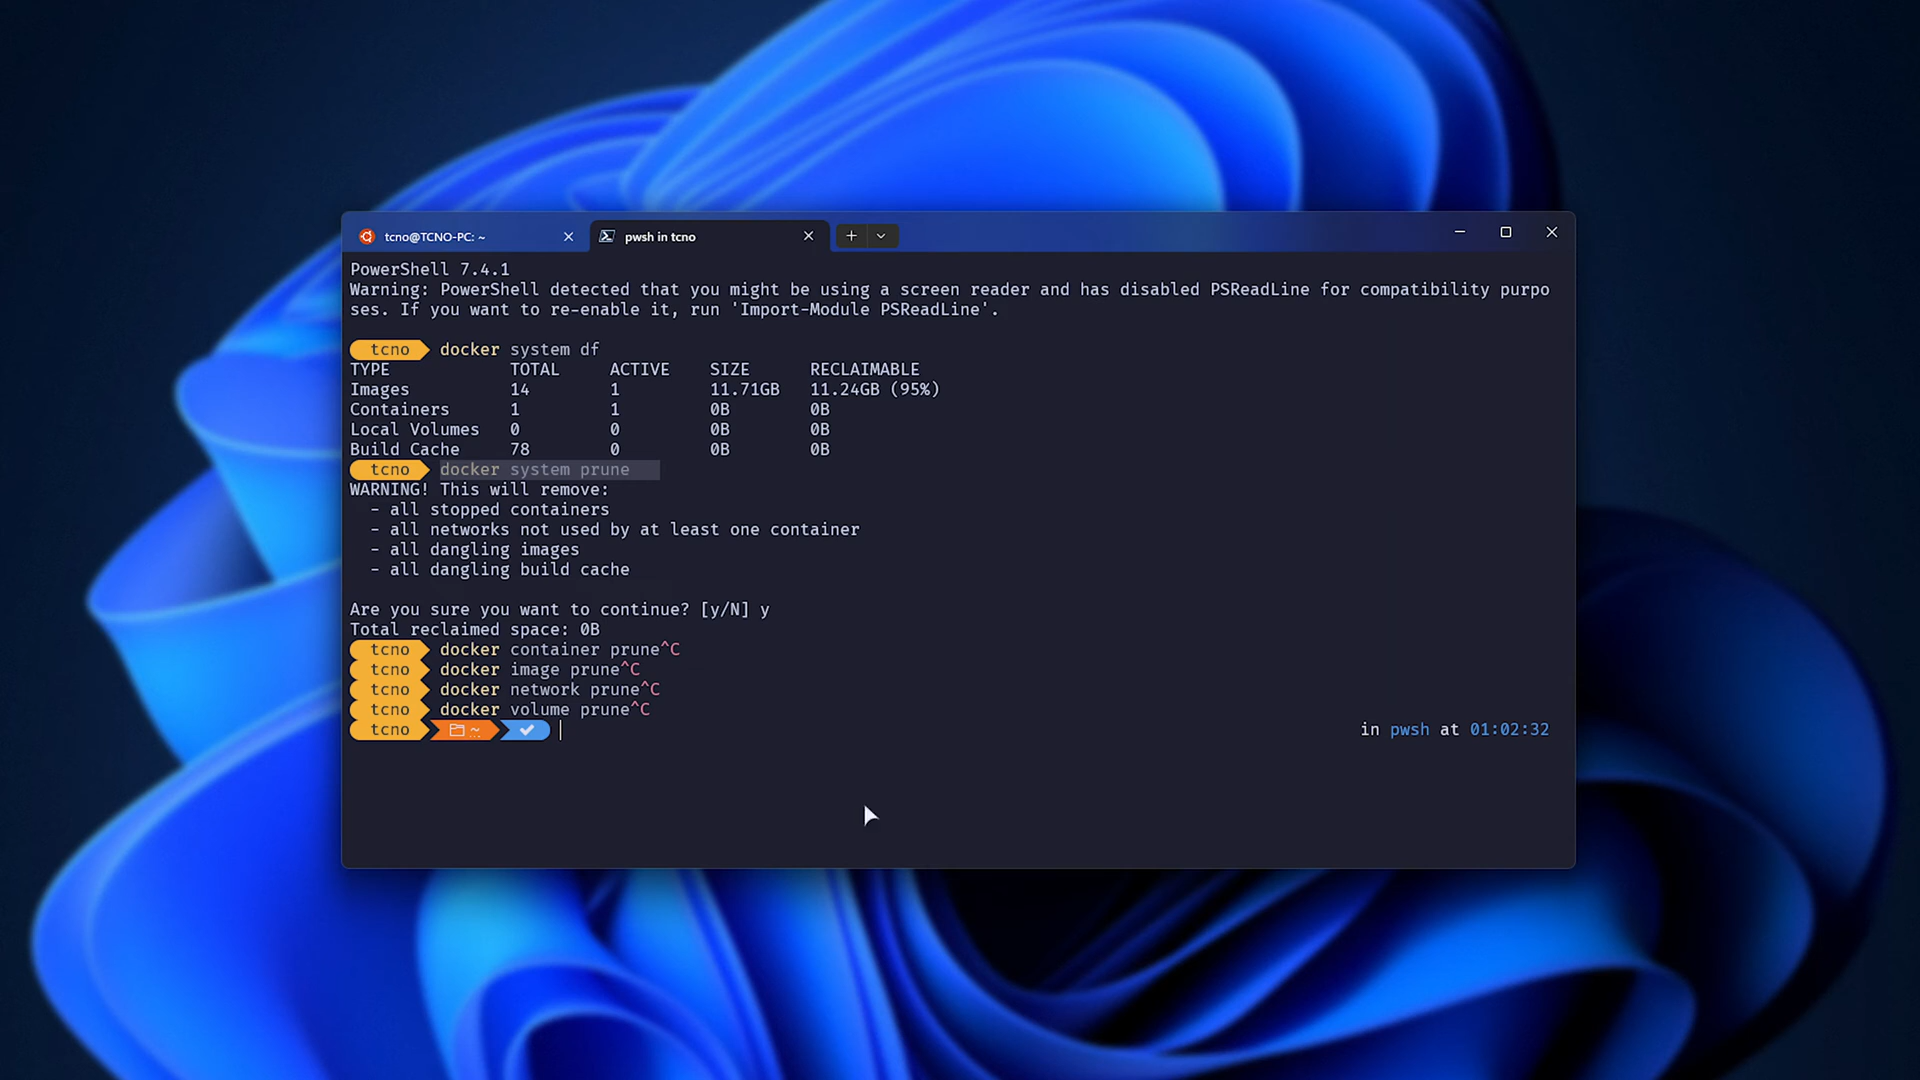 tcno@TCNO-PC: ~
pwsh in tcno
PowerShell 7.4.1
Warning: PowerShell detected that you might be using a screen reader and has disabled PSReadLine for compatibility purpo
ses. If you want to re-enable it, run 'Import-Module PSReadLine'.
tcno docker system df
TYPE TOTAL ACTIVE SIZE RECLAIMABLE
Images 14 1 11.71GB 11.24GB (95%)
Containers 1 1 0B 0B
Local Volumes 0 0 0B 0B
Build Cache 78 0 0B 0B
tcno docker system prune
WARNING! This will remove:
- all stopped containers
- all networks not used by at least one container
- all dangling images
- all dangling build cache
Are you sure you want to continue? [y/N] y
Total reclaimed space: 0B
tcno docker container prune^C
tcno docker image prune^C
tcno docker network prune^C
tcno docker volume prune^C
tcno ~ in pwsh at 01:02:32